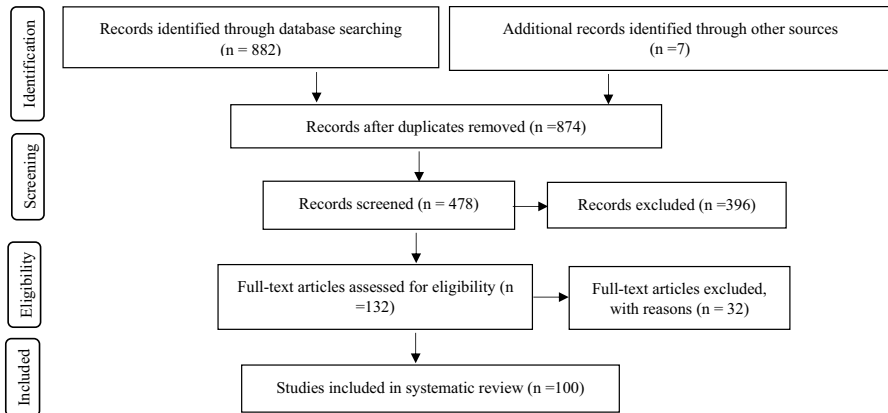 Identification
Records identified through database searching
(n = 882)
Additional records identified through other sources
(n =7)
Records after duplicates removed (n =874)
Screening
Records screened (n = 478)
Records excluded (n =396)
Eligibility
Full-text articles assessed for eligibility (n
=132)
Full-text articles excluded,
with reasons (n = 32)
Included
Studies included in systematic review (n =100)